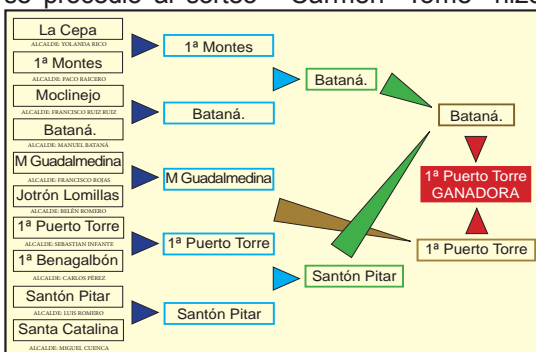 se procedió al sorteo Carmen Tomé hizo
La Cepa
ALCALDE: YOLANDA RICO
1ª Montes
ALCALDE: PACO RAICERO
Moclinejo
ALCALDE: FRANCISCO RUIZ RUIZ
Bataná.
ALCALDE: MANUEL BATANÁ
M Guadalmedina
ALCALDE: FRANCISCO ROJAS
Jotrón Lomillas
ALCALDE: BELÉN ROMERO
1ª Puerto Torre
ALCALDE: SEBASTIAN INFANTE
1ª Benagalbón
ALCALDE: CARLOS PÉREZ
Santón Pitar
ALCALDE: LUIS ROMERO
Santa Catalina
ALCALDE: MIGUEL CUENCA
1ª Montes
Bataná.
M Guadalmedina
1ª Puerto Torre
Santón Pitar
Bataná.
Santón Pitar
Bataná.
1ª Puerto Torre
GANADORA
1ª Puerto Torre